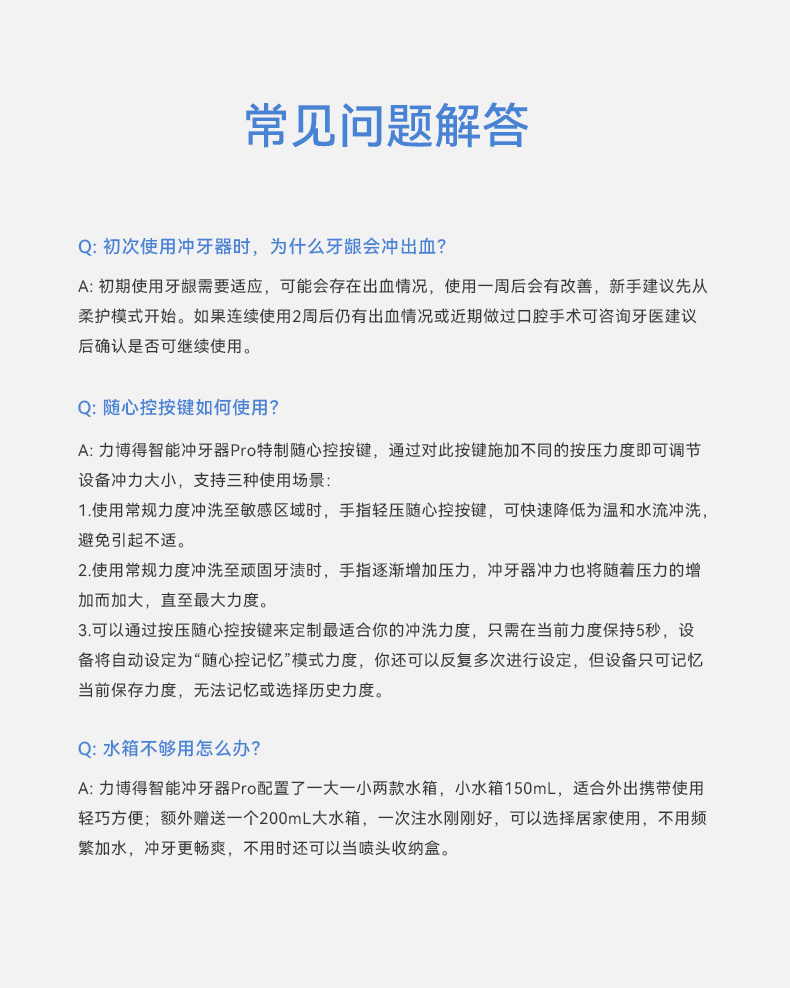 常见问题解答
Q: 初次使用冲牙器时，为什么牙龈会冲出血？
A: 初期使用牙龈需要适应，可能会存在出血情况，使用一周后会有改善，新手建议先从
柔护模式开始。如果连续使用2周后仍有出血情况或近期做过口腔手术可咨询牙医建议
后确认是否可继续使用。
Q: 随心控按键如何使用？
A: 力博得智能冲牙器Pro特制随心控按键，通过对此按键施加不同的按压力度即可调节
设备冲力大小，支持三种使用场景：
1.使用常规力度冲洗至敏感区域时，手指轻压随心控按键，可快速降低为温和水流冲洗，
避免引起不适。
2.使用常规力度冲洗至顽固牙渍时，手指逐渐增加压力，冲牙器冲力也将随着压力的增
加而加大，直至最大力度。
3.可以通过按压随心控按键来定制最适合你的冲洗力度，只需在当前力度保持5秒，设
备将自动设定为“随心控记忆”模式力度，你还可以反复多次进行设定，但设备只可记忆
当前保存力度，无法记忆或选择历史力度。
Q: 水箱不够用怎么办？
A: 力博得智能冲牙器Pro配置了一大一小两款水箱，小水箱150mL，适合外出携带使用
轻巧方便；额外赠送一个200mL大水箱，一次注水刚刚好，可以选择居家使用，不用频
繁加水，冲牙更畅爽，不用时还可以当喷头收纳盒。